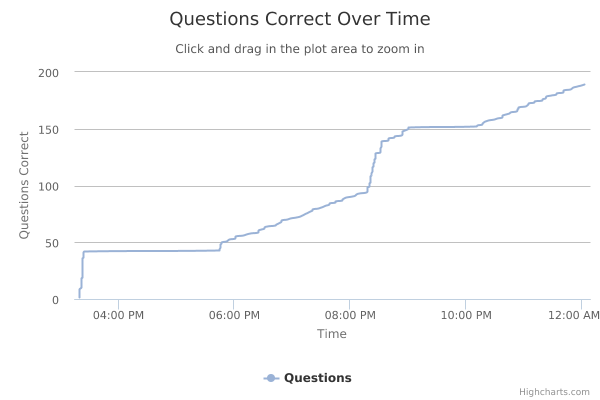 Questions Correct Over Time
Click and drag in the plot area to zoom in
Questions Correct
200
150
100
50
0
04:00 PM 06:00 PM 08:00 PM 10:00 PM 12:00 AM
Time
Questions
Highcharts.com